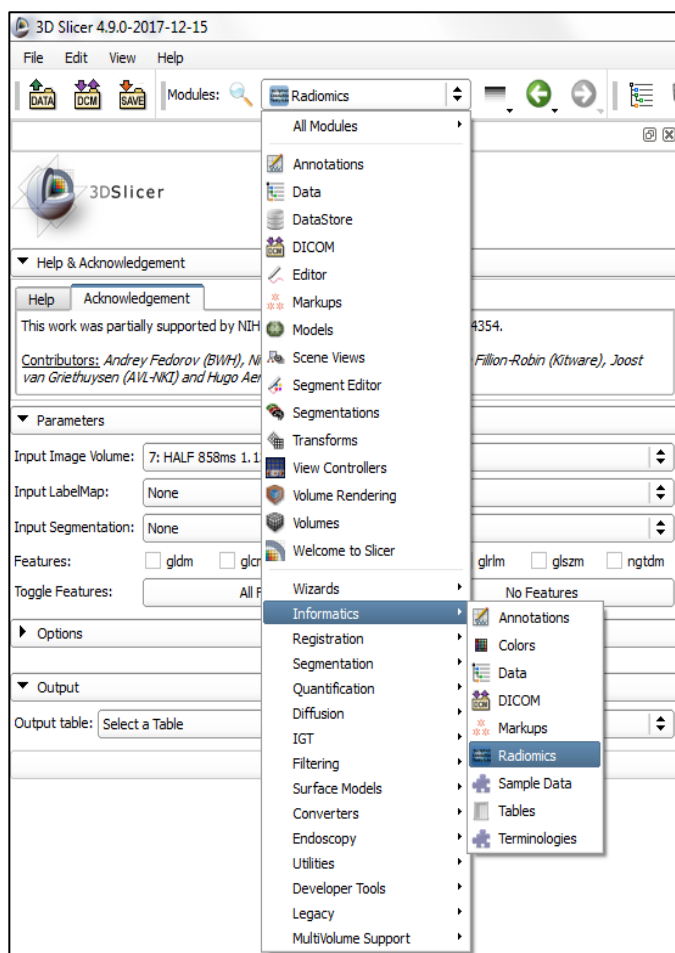 3D Slicer 4.9.0-2017-12-15
File Edit View Help
DATA DCM SAVE Modules: Radiomics
All Modules
3DSlicer
Annotations
Data
DataStore
DICOM
Editor
Markups
Models
Scene Views
Segment Editor
Segmentations
Transforms
View Controllers
Volume Rendering
Volumes
Welcome to Slicer
Wizards
Informatics
Registration
Segmentation
Quantification
Diffusion
IGT
Filtering
Surface Models
Converters
Endoscopy
Utilities
Developer Tools
Legacy
MultiVolume Support
Annotations
Colors
Data
DICOM
Markups
Radiomics
Sample Data
Tables
Terminologies
Help & Acknowledgement
Help Acknowledgement
This work was partially supported by NIH 4354.
Contributors: Andrey Fedorov (BWH), Fillion-Robin (Kitware), Joost
van Griethuysen (AVL-NKI) and Hugo
Parameters
Input Image Volume: 7: HALF 858ms
Input LabelMap: None
Input Segmentation: None
Features: gldm glrlm glszm ngtdm
Toggle Features: All No Features
Options
Output
Output table: Select a Table